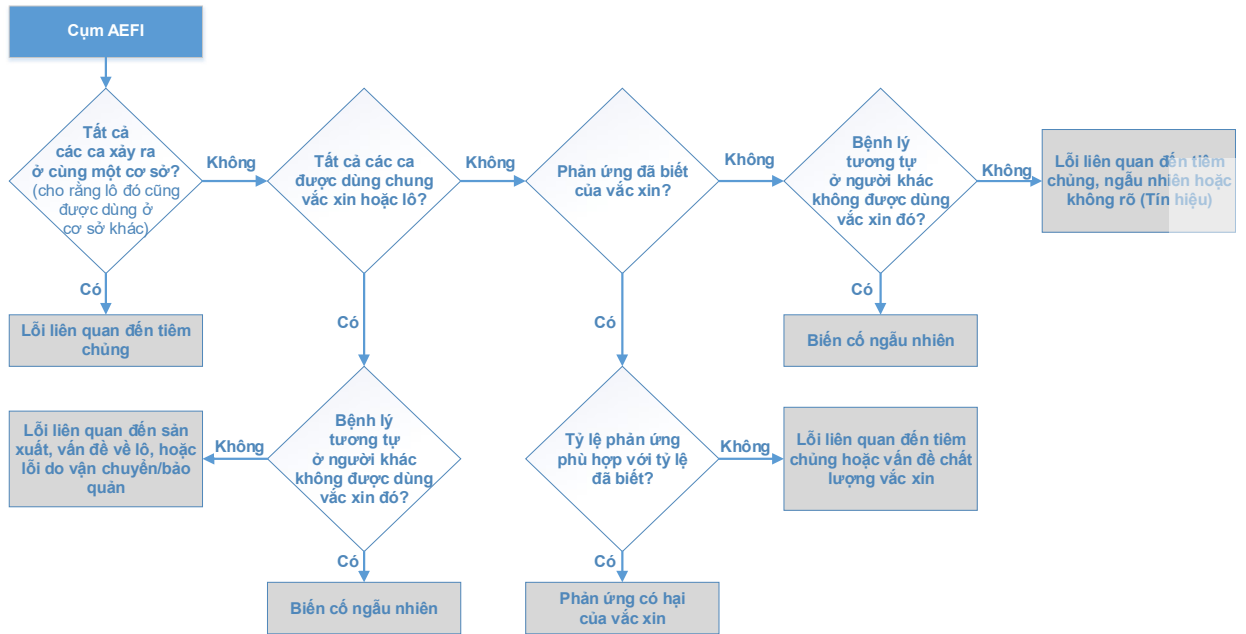 Cụm AEFI
Tất cả
các ca xảy ra
ở cùng một cơ sở?
(cho rằng lô đó cũng
được dùng ở
cơ sở khác)
Không
Tất cả các ca
được dùng chung
vắc xin hoặc lô?
Không
Phản ứng đã biết
của vắc xin?
Không
Bệnh lý
tương tự
ở người khác
không được dùng
vắc xin đó?
Không
Lỗi liên quan đến tiêm
chủng, ngẫu nhiên hoặc
không rõ (Tín hiệu)
Có
Có
Có
Có
Lỗi liên quan đến tiêm
chủng
Biến cố ngẫu nhiên
Lỗi liên quan đến sản
xuất, vấn đề về lô, hoặc
lỗi do vận chuyển/bảo
quản
Không
Bệnh lý
tương tự
ở người khác
không được dùng
vắc xin đó?
Tỷ lệ phản ứng
phù hợp với tỷ lệ
đã biết?
Không
Lỗi liên quan đến tiêm
chủng hoặc vấn đề chất
lượng vắc xin
Có
Có
Biến cố ngẫu nhiên
Phản ứng có hại
của vắc xin